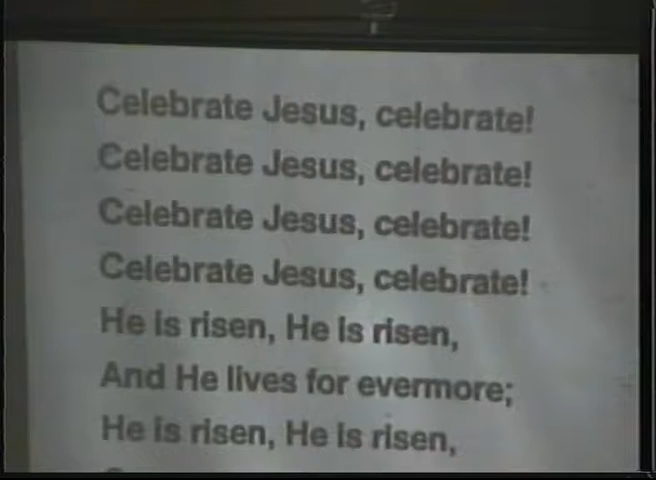 Celebrate Jesus, celebrate!
Celebrate Jesus, celebrate!
Celebrate Jesus, celebrate!
Celebrate Jesus, celebrate!
He is risen, He is risen,
And He lives for evermore;
He is risen, He is risen,